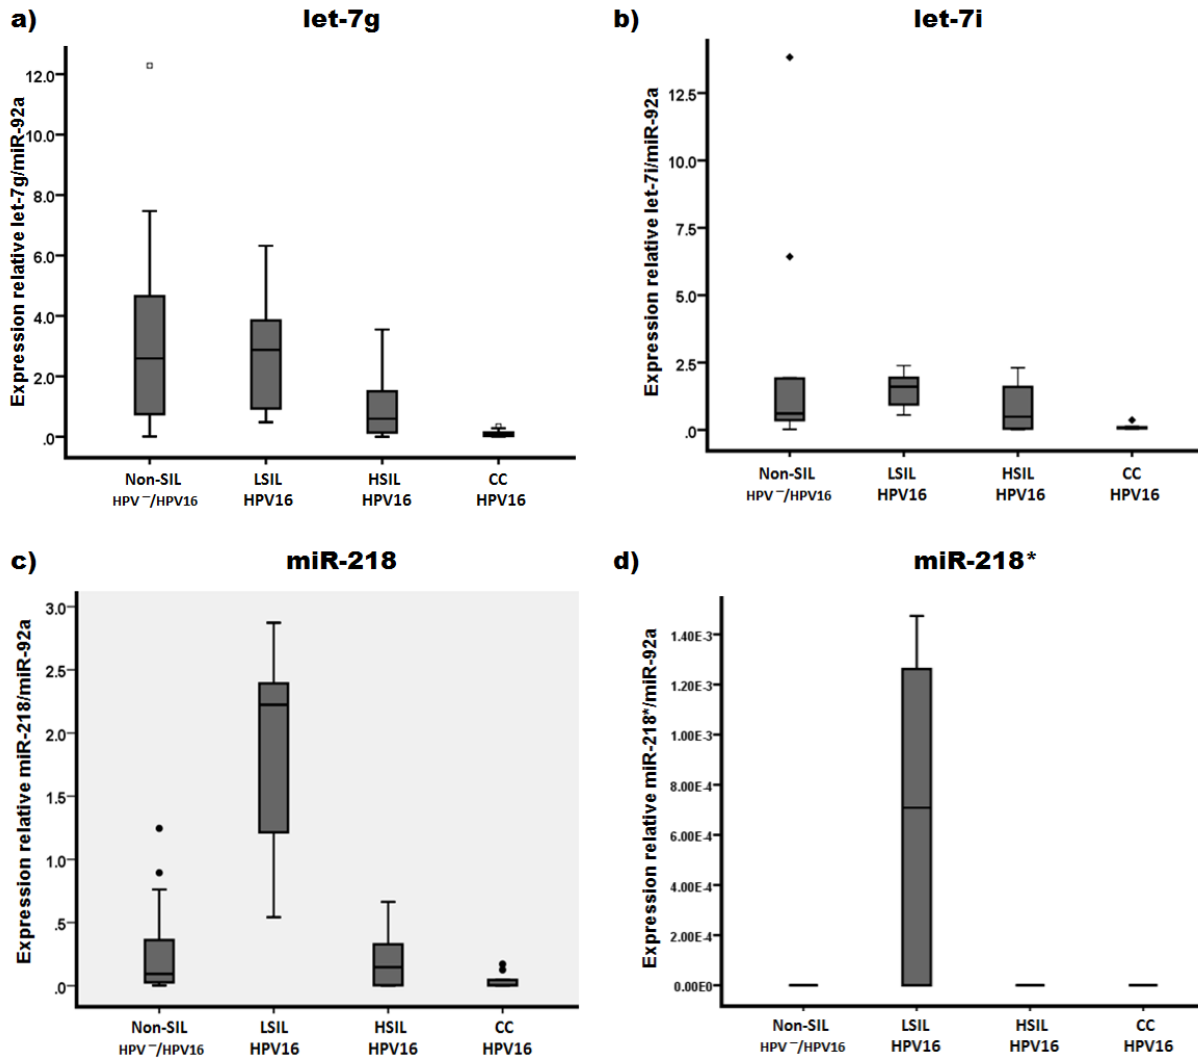 a) let-7g
Expression relative let-7g/miR-92a
12.0
10.0
8.0
6.0
4.0
2.0
.0
Non-SIL LSIL HSIL CC
HPV⁻/HPV16 HPV16 HPV16 HPV16
b) let-7i
Expression relative let-7i/miR-92a
12.5
10.0
7.5
5.0
2.5
.0
Non-SIL LSIL HSIL CC
HPV⁻/HPV16 HPV16 HPV16 HPV16
c) miR-218
Expression relative miR-218/miR-92a
3.0
2.5
2.0
1.5
1.0
.5
.0
Non-SIL LSIL HSIL CC
HPV⁻/HPV16 HPV16 HPV16 HPV16
d) miR-218*
Expression relative miR-218*/miR-92a
1.40E-3
1.20E-3
1.00E-3
8.00E-4
6.00E-4
4.00E-4
2.00E-4
0.00E0
Non-SIL LSIL HSIL CC
HPV⁻/HPV16 HPV16 HPV16 HPV16